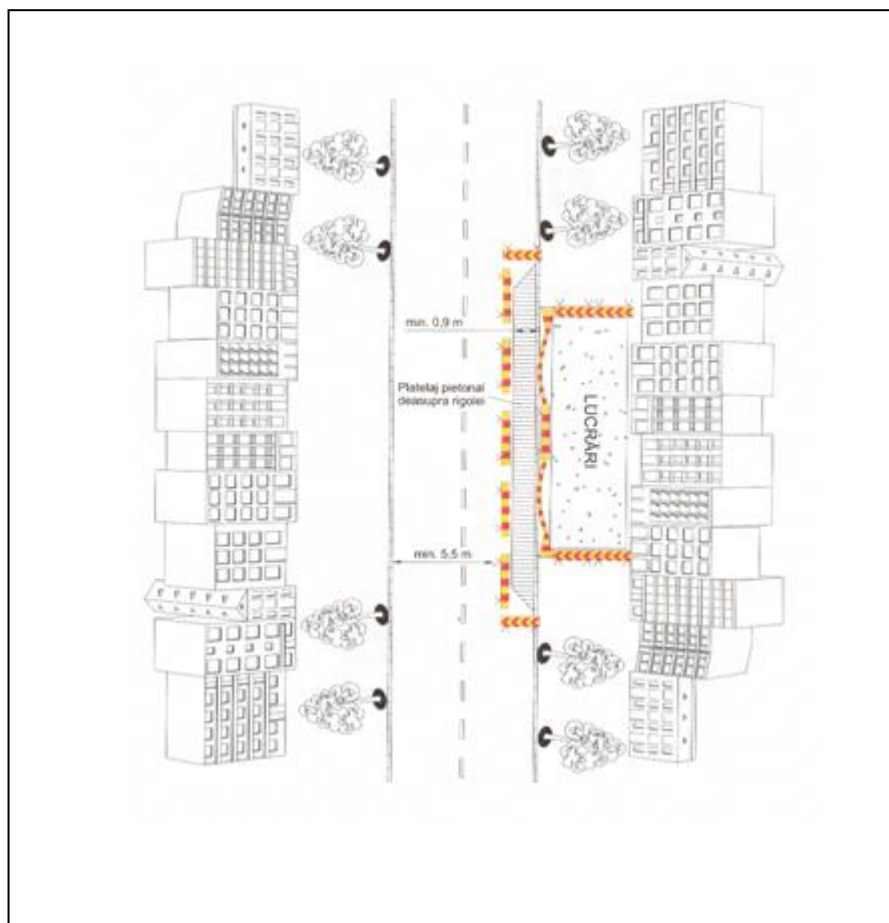 min. 0,9 m
Platelaj pietonal
deasupra rigolei
LUCRĂRI
min. 5,5 m